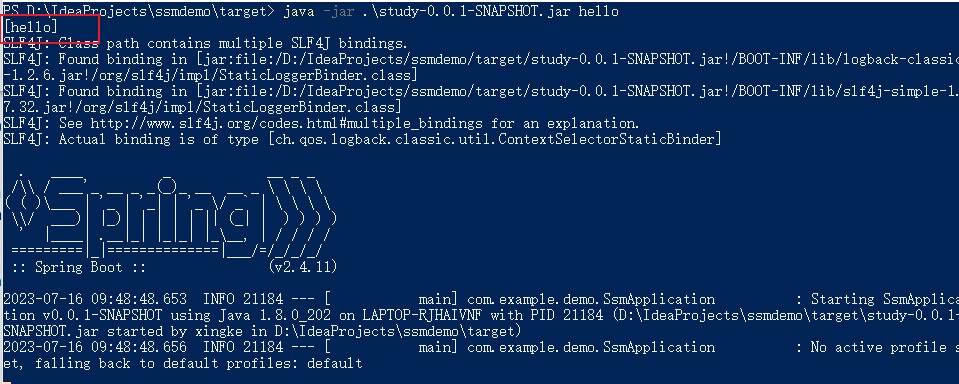 PS D:\IdeaProjects\ssmdemo\target> java -jar .\study-0.0.1-SNAPSHOT.jar hello
[hello]
SLF4J: Class path contains multiple SLF4J bindings.
SLF4J: Found binding in [jar:file:/D:/IdeaProjects/ssmdemo/target/study-0.0.1-SNAPSHOT.jar!/BOOT-INF/lib/logback-classic
-1.2.6.jar!/org/slf4j/impl/StaticLoggerBinder.class]
SLF4J: Found binding in [jar:file:/D:/IdeaProjects/ssmdemo/target/study-0.0.1-SNAPSHOT.jar!/BOOT-INF/lib/slf4j-simple-1.
7.32.jar!/org/slf4j/impl/StaticLoggerBinder.class]
SLF4J: See http://www.slf4j.org/codes.html#multiple_bindings for an explanation.
SLF4J: Actual binding is of type [ch.qos.logback.classic.util.ContextSelectorStaticBinder]
Spring
:: Spring Boot :: (v2.4.11)
2023-07-16 09:48:48.653 INFO 21184 --- [ main] com.example.demo.SsmApplication : Starting SsmApplica
tion v0.0.1-SNAPSHOT using Java 1.8.0_202 on LAPTOP-RJHAIVNF with PID 21184 (D:\IdeaProjects\ssmdemo\target\study-0.0.1-
SNAPSHOT.jar started by xingke in D:\IdeaProjects\ssmdemo\target)
2023-07-16 09:48:48.656 INFO 21184 --- [ main] com.example.demo.SsmApplication : No active profile s
et, falling back to default profiles: default